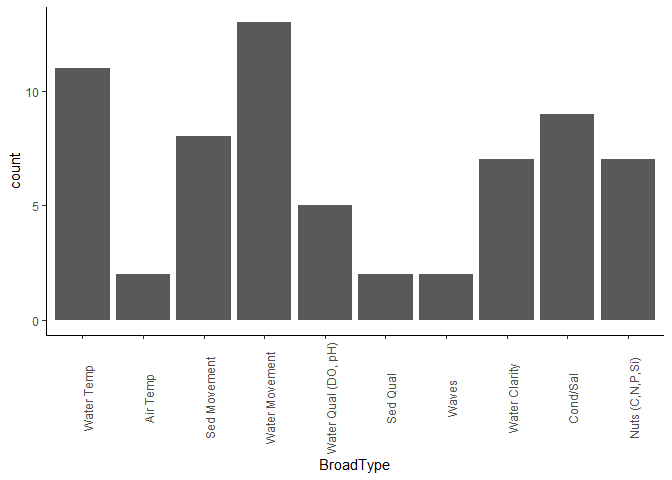 count
10
5
0
Water Temp
Air Temp
Sed Movement
Water Movement
Water Qual (DO, pH)
Sed Qual
Waves
Water Clarity
Cond/Sal
Nuts (C,N,P,Si)
BroadType